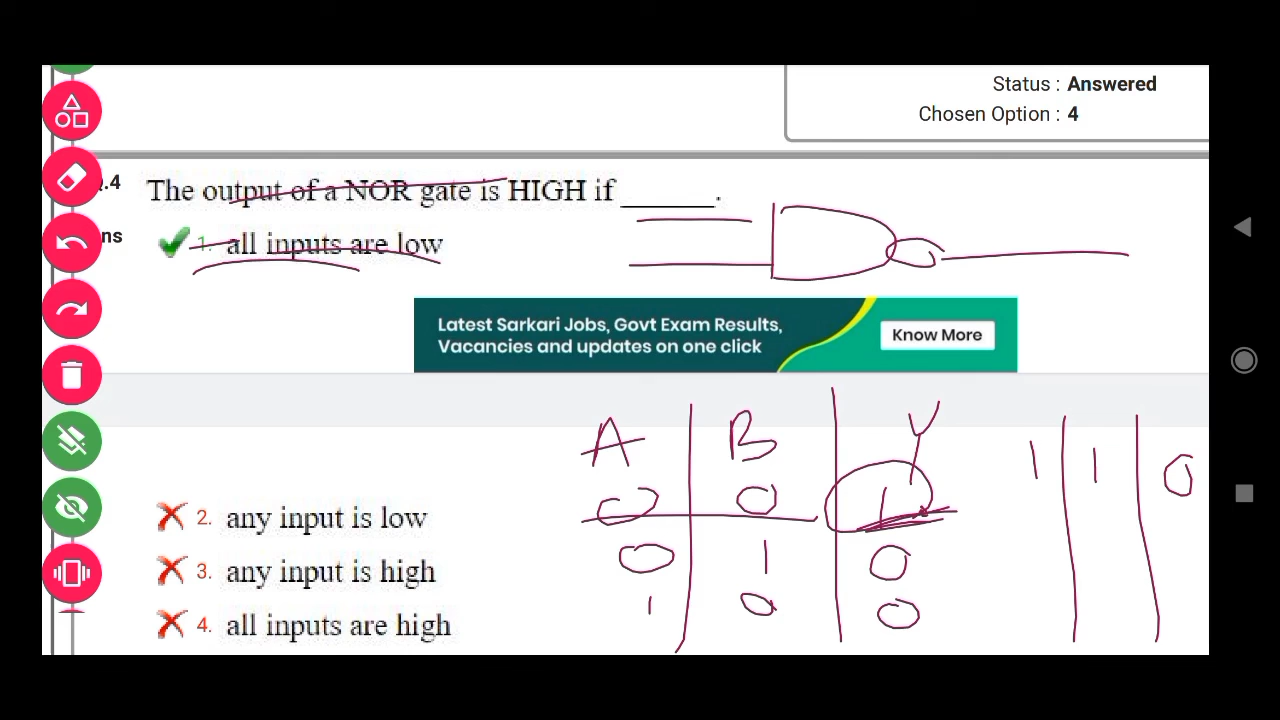 Status : Answered
Chosen Option : 4
.4 The output of a NOR gate is HIGH if ______.
ns 1. all inputs are low
Latest Sarkari Jobs, Govt Exam Results,
Vacancies and updates on one click
Know More
A B Y
0 0 1 1 1 0
2. any input is low
0 1 0
3. any input is high
1 0 0
4. all inputs are high